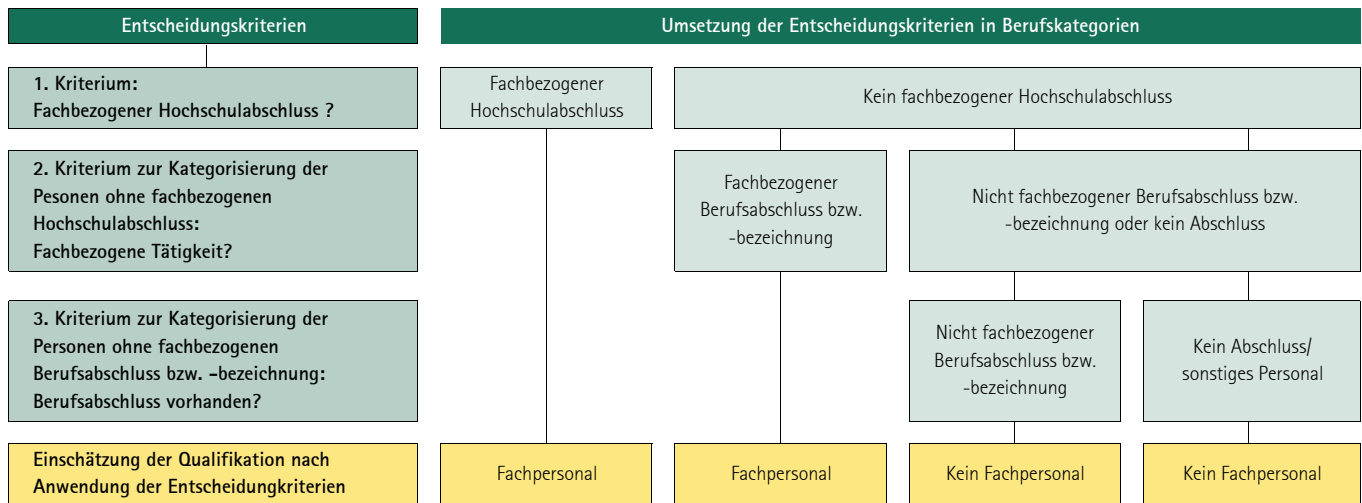 Entscheidungskriterien
Umsetzung der Entscheidungskriterien in Berufskategorien
1. Kriterium:
Fachbezogener Hochschulabschluss ?
Fachbezogener
Hochschulabschluss
Kein fachbezogener Hochschulabschluss
2. Kriterium zur Kategorisierung der
Pesonen ohne fachbezogenen
Hochschulabschluss:
Fachbezogene Tätigkeit?
Fachbezogener
Berufsabschluss bzw.
-bezeichnung
Nicht fachbezogener Berufsabschluss bzw.
-bezeichnung oder kein Abschluss
3. Kriterium zur Kategorisierung der
Personen ohne fachbezogenen
Berufsabschluss bzw. -bezeichnung:
Berufsabschluss vorhanden?
Nicht fachbezogener
Berufsabschluss bzw.
-bezeichnung
Kein Abschluss/
sonstiges Personal
Einschätzung der Qualifikation nach
Anwendung der Entscheidungkriterien
Fachpersonal
Fachpersonal
Kein Fachpersonal
Kein Fachpersonal